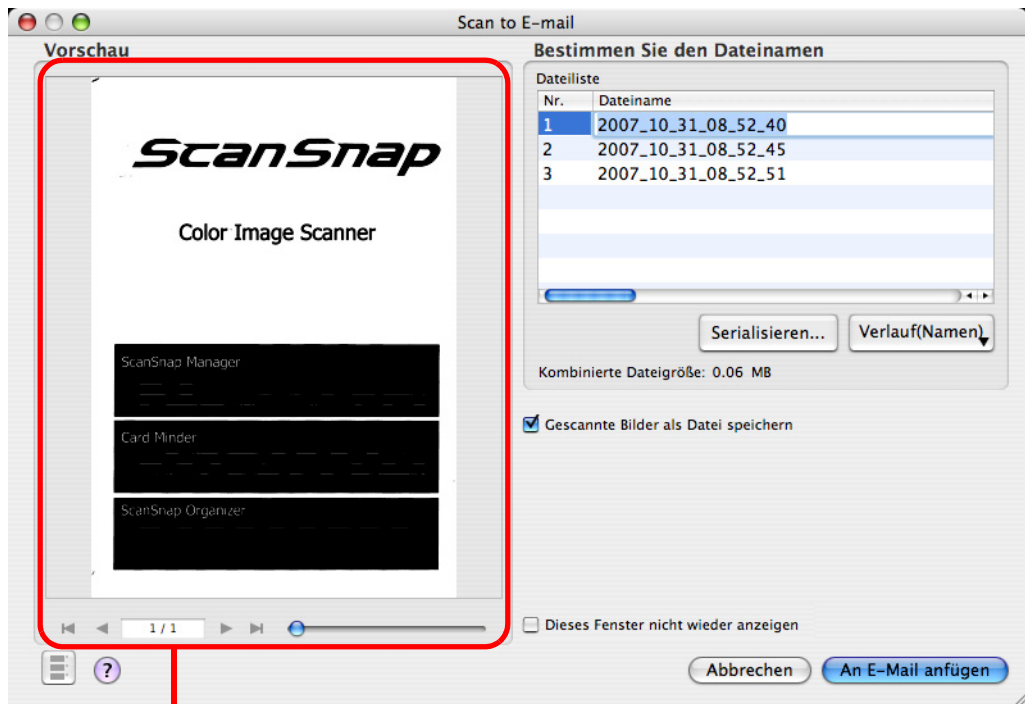 Scan to E-mail
Vorschau
ScanSnap
Color Image Scanner
ScanSnap Manager
Card Minder
ScanSnap Organizer
1 / 1
?
Bestimmen Sie den Dateinamen
Dateiliste
Nr. Dateiname
1 2007_10_31_08_52_40
2 2007_10_31_08_52_45
3 2007_10_31_08_52_51
Serialisieren... Verlauf(Namen)
Kombinierte Dateigröße: 0.06 MB
Gescannte Bilder als Datei speichern
Dieses Fenster nicht wieder anzeigen
Abbrechen An E-Mail anfügen